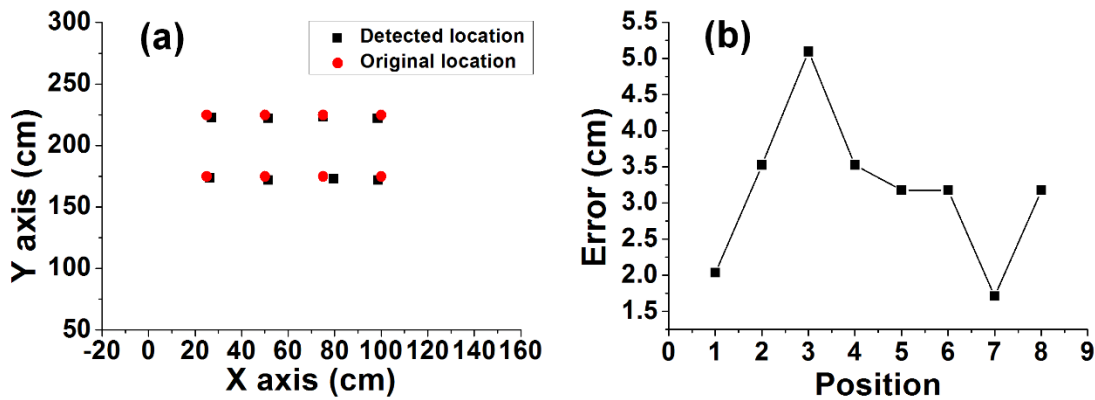 (a)
Detected location
Original location
300
250
200
150
100
50
-20 0 20 40 60 80 100 120 140 160
Y axis (cm)
X axis (cm)
(b)
5.5
5.0
4.5
4.0
3.5
3.0
2.5
2.0
1.5
0 1 2 3 4 5 6 7 8 9
Error (cm)
Position